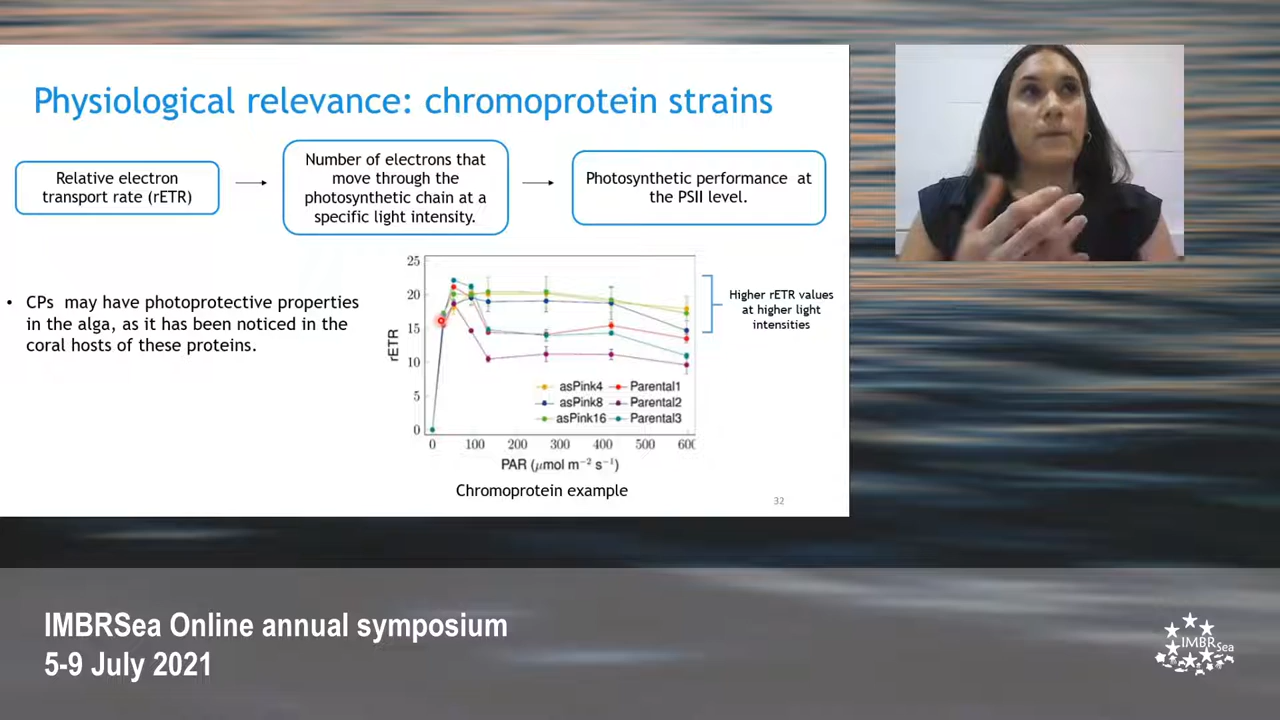 Physiological relevance: chromoprotein strains
Relative electron
transport rate (rETR)
Number of electrons that
move through the
photosynthetic chain at a
specific light intensity.
Photosynthetic performance at
the PSII level.
• CPs may have photoprotective properties
in the alga, as it has been noticed in the
coral hosts of these proteins.
25
20
15
10
5
0
rETR
asPink4 Parental1
asPink8 Parental2
asPink16 Parental3
0 100 200 300 400 500 600
PAR (μmol m−2 s−1)
Higher rETR values
at higher light
intensities
Chromoprotein example
32
IMBRSea Online annual symposium
5-9 July 2021
IMBRSea